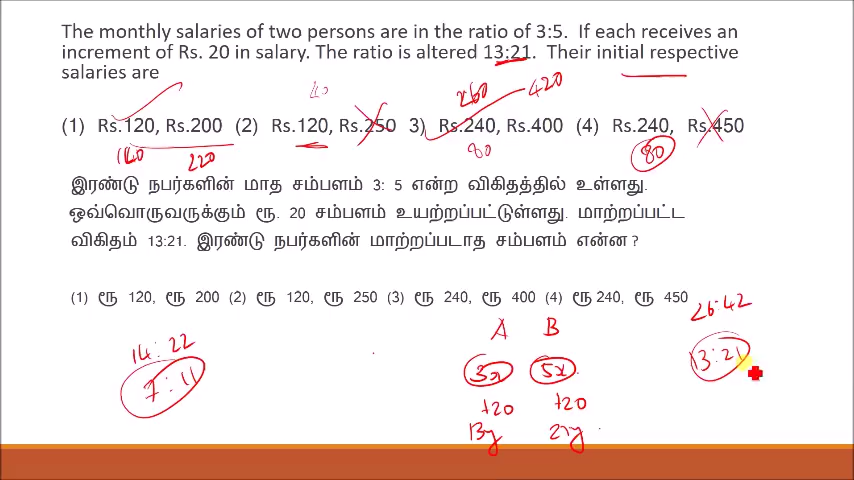 The monthly salaries of two persons are in the ratio of 3:5. If each receives an
increment of Rs. 20 in salary. The ratio is altered 13:21. Their initial respective
salaries are
40
260
420
(1) Rs.120, Rs.200 (2) Rs.120, Rs.250 3) Rs.240, Rs.400 (4) Rs.240, Rs.450
140 220 80 80
இரண்டு நபர்களின் மாத சம்பளம் 3: 5 என்ற விகிதத்தில் உள்ளது.
ஒவ்வொருவருக்கும் ரூ. 20 சம்பளம் உயற்றப்பட்டுள்ளது. மாற்றப்பட்ட
விகிதம் 13:21. இரண்டு நபர்களின் மாற்றப்படாத சம்பளம் என்ன ?
(1) ரூ 120, ரூ 200 (2) ரூ 120, ரூ 250 (3) ரூ 240, ரூ 400 (4) ரூ 240, ரூ 450
26:42
A B
14:22
13:21
3x 5x
7:11
+20 +20
13y 21y